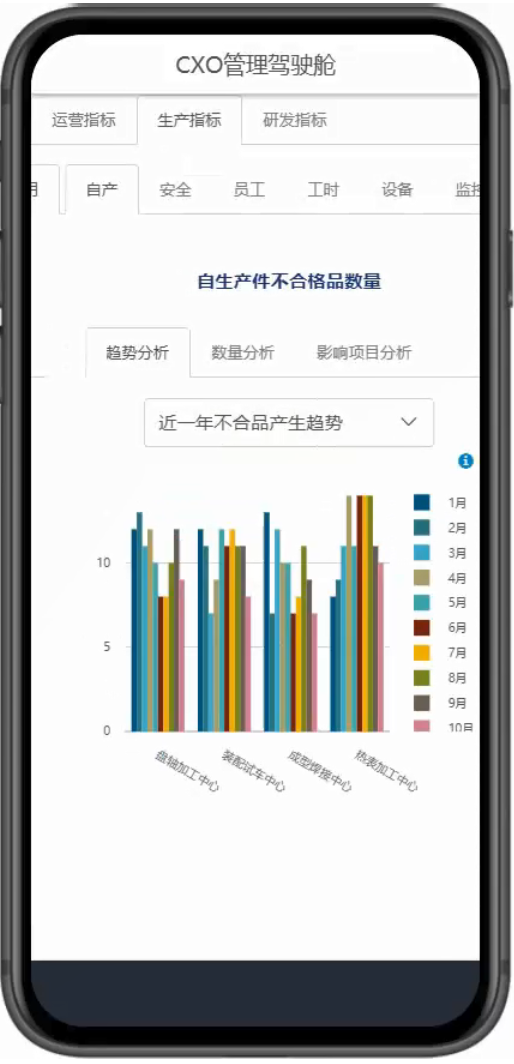 CXO管理驾驶舱
运营指标 生产指标 研发指标
自产 安全 员工 工时 设备
自生产件不合格品数量
趋势分析 数量分析 影响项目分析
近一年不合品产生趋势
1月
2月
3月
4月
5月
6月
7月
8月
9月
10月
10
5
0
盘轴加工中心 装配试车中心 成型焊接中心 热表加工中心